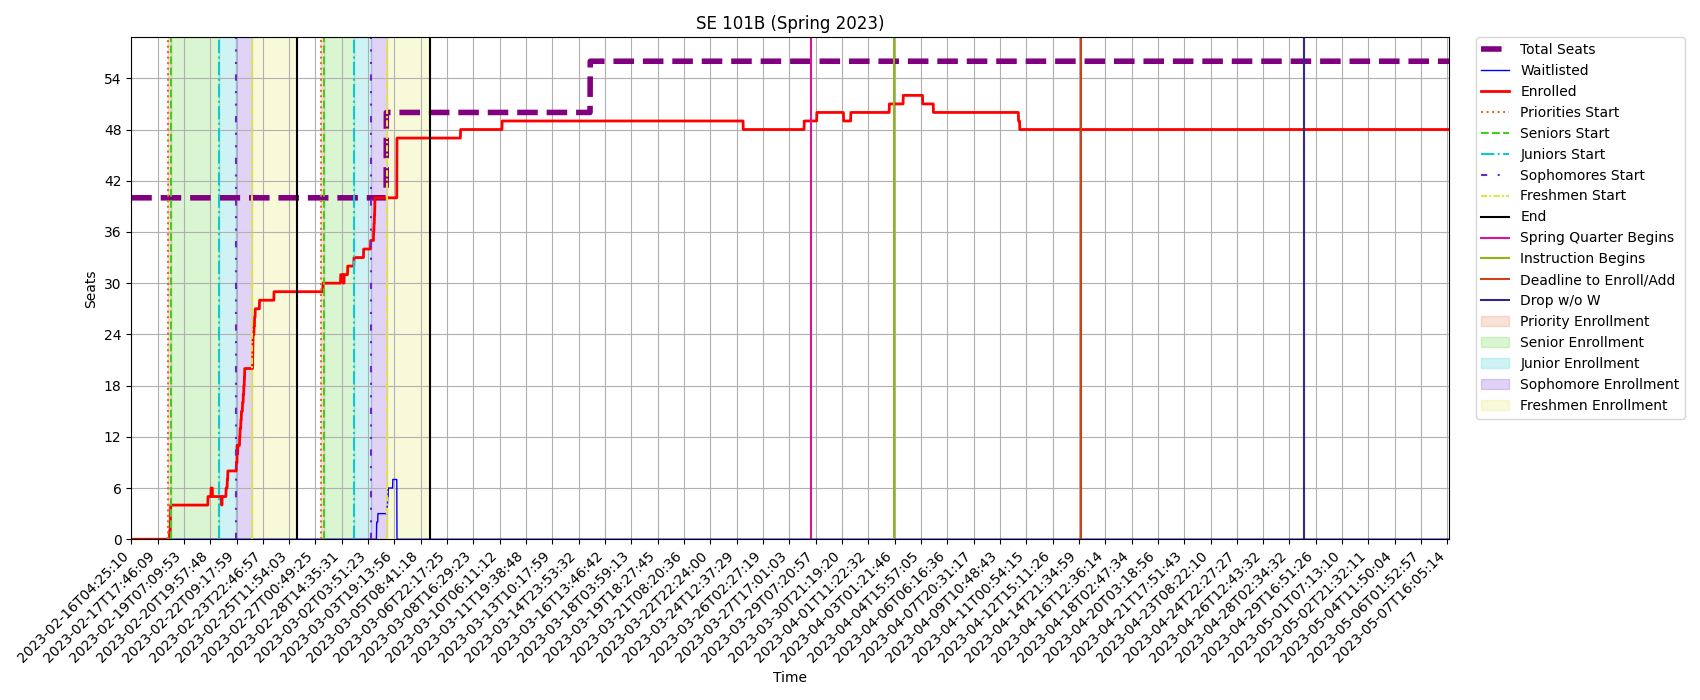 SE 101B (Spring 2023)
Seats
54
48
42
36
30
24
18
12
6
0
2023-02-16T04:25:10
2023-02-17T17:46:09
2023-02-19T07:09:53
2023-02-20T19:57:48
2023-02-22T09:17:59
2023-02-23T22:46:57
2023-02-25T11:54:03
2023-02-27T00:49:25
2023-02-28T14:35:31
2023-03-02T03:51:23
2023-03-03T19:13:56
2023-03-05T08:41:18
2023-03-06T22:17:25
2023-03-08T16:29:23
2023-03-10T06:11:12
2023-03-11T19:38:48
2023-03-13T10:17:59
2023-03-14T23:53:32
2023-03-16T13:46:42
2023-03-18T03:59:13
2023-03-19T18:27:45
2023-03-21T08:20:36
2023-03-22T22:24:00
2023-03-24T12:37:29
2023-03-26T02:27:19
2023-03-27T17:01:03
2023-03-29T07:20:57
2023-03-30T21:19:20
2023-04-01T11:22:32
2023-04-03T01:21:46
2023-04-04T15:57:05
2023-04-06T06:16:36
2023-04-07T20:31:17
2023-04-09T10:48:43
2023-04-11T00:54:15
2023-04-12T15:11:26
2023-04-14T21:34:59
2023-04-16T12:36:14
2023-04-18T02:47:34
2023-04-20T03:18:56
2023-04-21T17:51:43
2023-04-23T08:22:10
2023-04-24T22:27:27
2023-04-26T12:43:32
2023-04-28T02:34:32
2023-04-29T16:51:26
2023-05-01T07:13:10
2023-05-02T21:32:11
2023-05-04T11:50:04
2023-05-06T01:52:57
2023-05-07T16:05:14
Time
Total Seats
Waitlisted
Enrolled
Priorities Start
Seniors Start
Juniors Start
Sophomores Start
Freshmen Start
End
Spring Quarter Begins
Instruction Begins
Deadline to Enroll/Add
Drop w/o W
Priority Enrollment
Senior Enrollment
Junior Enrollment
Sophomore Enrollment
Freshmen Enrollment